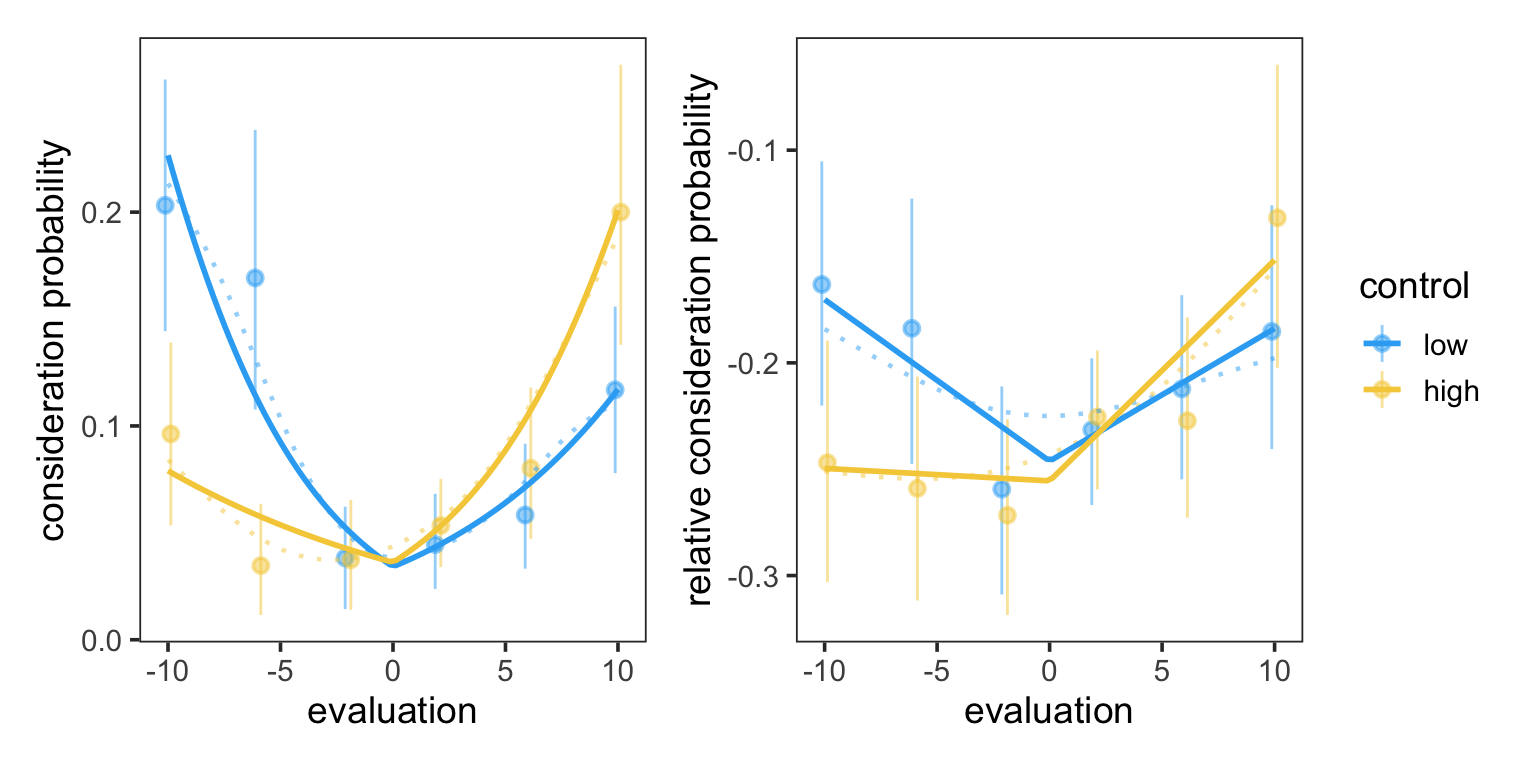 consideration probability
0.2
0.1
0.0
-10 -5 0 5 10
evaluation
relative consideration probability
-0.1
-0.2
-0.3
-10 -5 0 5 10
evaluation
control
low
high